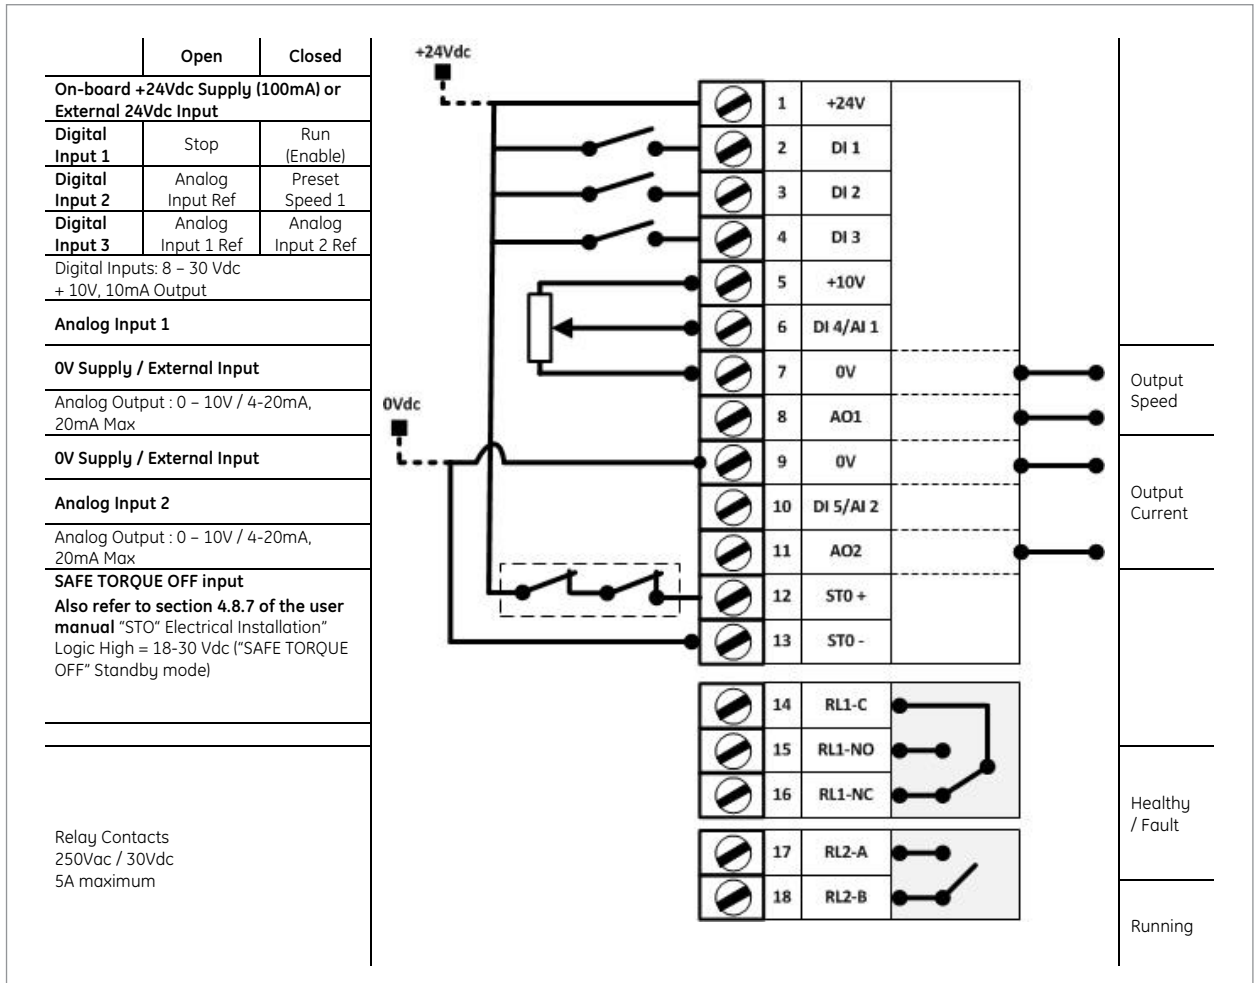 Open Closed
On-board +24Vdc Supply (100mA) or
External 24Vdc Input
Digital
Input 1
Stop
Run
(Enable)
Digital
Input 2
Analog
Input Ref
Preset
Speed 1
Digital
Input 3
Analog
Input 1 Ref
Analog
Input 2 Ref
Digital Inputs: 8 – 30 Vdc
+ 10V, 10mA Output
Analog Input 1
0V Supply / External Input
Analog Output : 0 – 10V / 4-20mA,
20mA Max
0V Supply / External Input
Analog Input 2
Analog Output : 0 – 10V / 4-20mA,
20mA Max
SAFE TORQUE OFF input
Also refer to section 4.8.7 of the user
manual “STO” Electrical Installation”
Logic High = 18-30 Vdc (“SAFE TORQUE
OFF” Standby mode)
Relay Contacts
250Vac / 30Vdc
5A maximum
+24Vdc
0Vdc
1 +24V
2 DI 1
3 DI 2
4 DI 3
5 +10V
6 DI 4/AI 1
7 0V
8 AO1
9 0V
10 DI 5/AI 2
11 AO2
12 ST0 +
13 ST0 -
14 RL1-C
15 RL1-NO
16 RL1-NC
17 RL2-A
18 RL2-B
Output
Speed
Output
Current
Healthy
/ Fault
Running